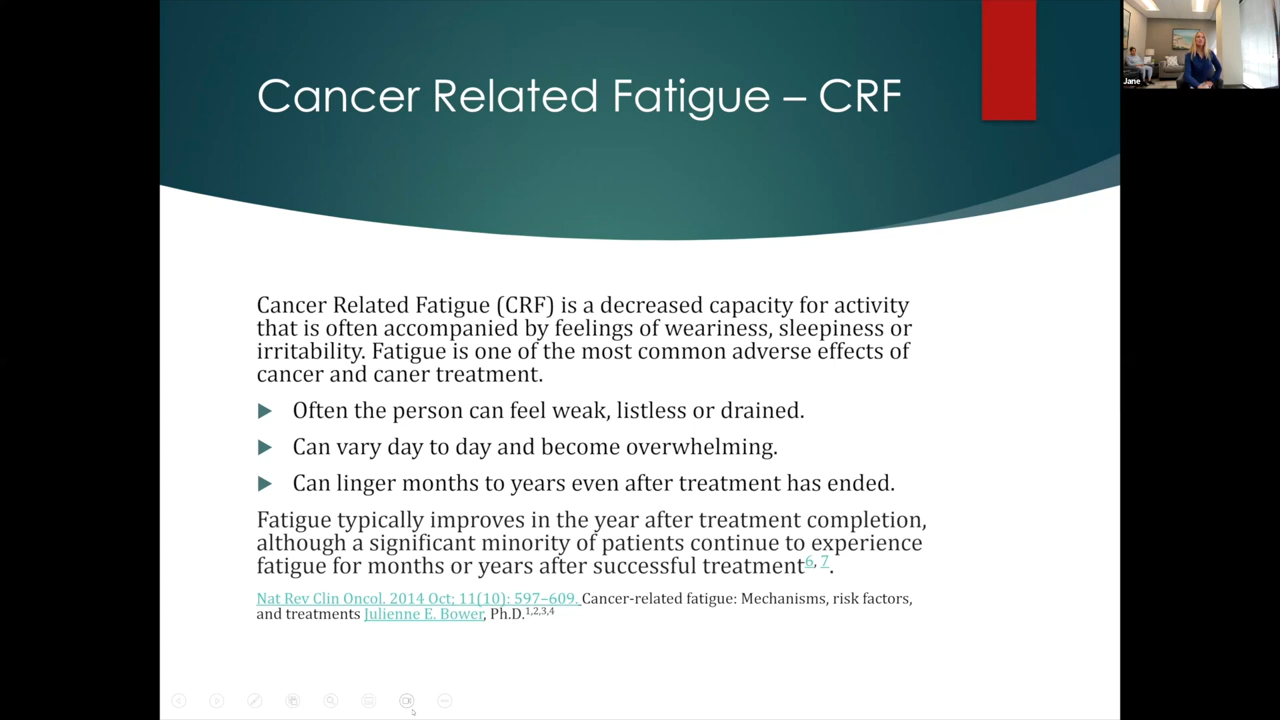 Cancer Related Fatigue – CRF
Jane
Cancer Related Fatigue (CRF) is a decreased capacity for activity
that is often accompanied by feelings of weariness, sleepiness or
irritability. Fatigue is one of the most common adverse effects of
cancer and caner treatment.
Often the person can feel weak, listless or drained.
Can vary day to day and become overwhelming.
Can linger months to years even after treatment has ended.
Fatigue typically improves in the year after treatment completion,
although a significant minority of patients continue to experience
fatigue for months or years after successful treatment6, 7.
Nat Rev Clin Oncol. 2014 Oct; 11(10): 597–609. Cancer-related fatigue: Mechanisms, risk factors,
and treatments Julienne E. Bower, Ph.D.1,2,3,4